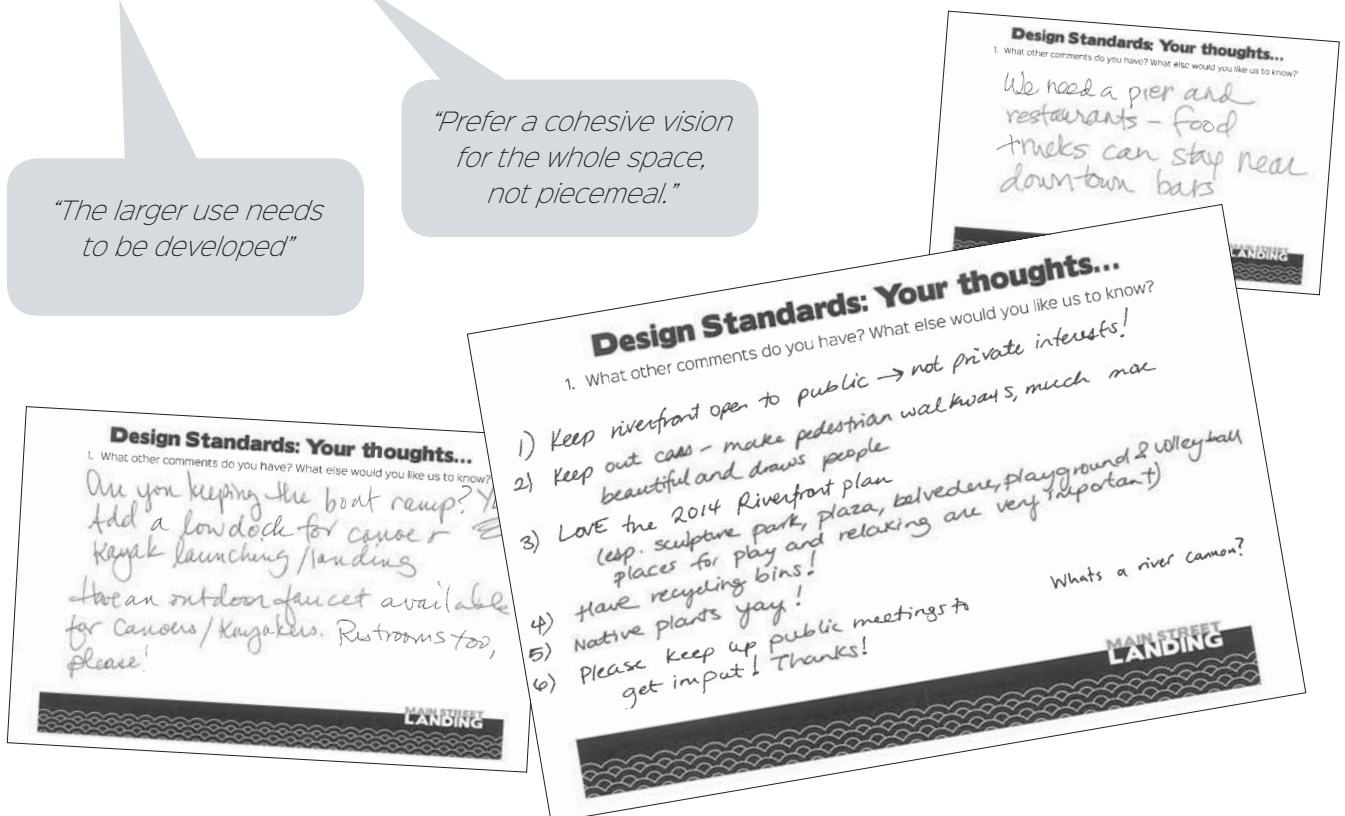 “The larger use needs
to be developed”
“Prefer a cohesive vision
for the whole space,
not piecemeal.”
Design Standards: Your thoughts...
1. What other comments do you have? What else would you like us to know?
We need a pier and
restaurants - food
trucks can stay near
downtown bars
MAIN STREET
LANDING
Design Standards: Your thoughts...
1. What other comments do you have? What else would you like us to know?
1) Keep riverfront open to public → not private interests!
2) Keep out cars - make pedestrian walkways, much more
beautiful and draws people
3) LOVE the 2014 Riverfront plan
(esp. sculpture park, plaza, belvedere, playground & volleyball
places for play and relaxing are very important)
4) Have recycling bins!
5) Native plants yay!
6) Please keep up public meetings to
get imput! Thanks!
Whats a river cannon?
MAIN STREET
LANDING
Design Standards: Your thoughts...
1. What other comments do you have? What else would you like us to know?
Are you keeping the boat ramp?
Add a low dock for canoe &
Kayak launching/landing
Have an outdoor faucet available
for Canoers/Kayakers. Restrooms too,
please!
MAIN STREET
LANDING